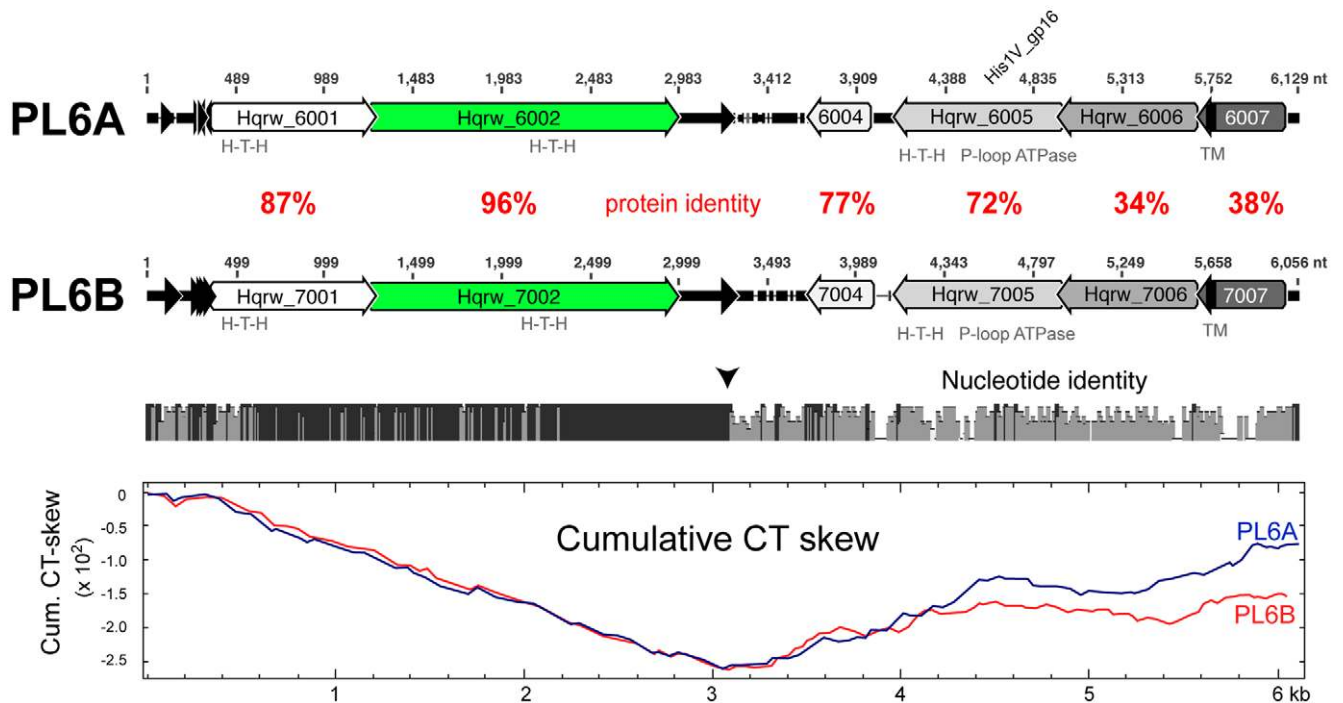 His1V_gp16
1 489 989 1,483 1,983 2,483 2,983 3,412 3,909 4,388 4,835 5,313 5,752 6,129 nt
PL6A Hqrw_6001 Hqrw_6002 6004 Hqrw_6005 Hqrw_6006 6007
H-T-H H-T-H H-T-H P-loop ATPase TM
87% 96% protein identity 77% 72% 34% 38%
1 499 999 1,499 1,999 2,499 2,999 3,493 3,989 4,343 4,797 5,249 5,658 6,056 nt
PL6B Hqrw_7001 Hqrw_7002 7004 Hqrw_7005 Hqrw_7006 7007
H-T-H H-T-H H-T-H P-loop ATPase TM
Nucleotide identity
Cum. CT-skew
(x 10²)
0
-0.5
-1.0
-1.5
-2.0
-2.5
Cumulative CT skew
PL6A
PL6B
1 2 3 4 5 6 kb